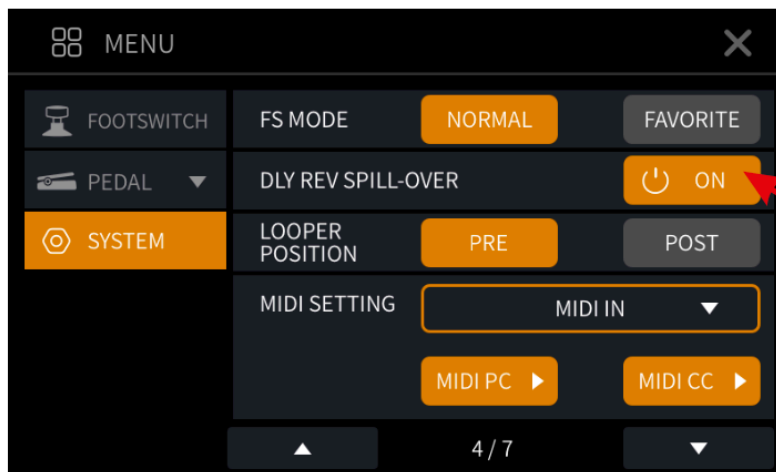 MENU
FOOTSWITCH
PEDAL
SYSTEM
FS MODE NORMAL FAVORITE
DLY REV SPILL-OVER ON
LOOPER
POSITION PRE POST
MIDI SETTING MIDI IN
MIDI PC MIDI CC
4 / 7